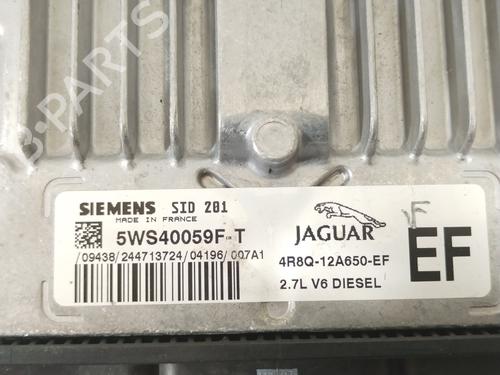 B-PARTS
SIEMENS SID 201
MADE IN FRANCE
5WS40059F-T
/09438/244713724/04196/007A1
JAGUAR
4R8Q-12A650-EF
2.7L V6 DIESEL
F
EF